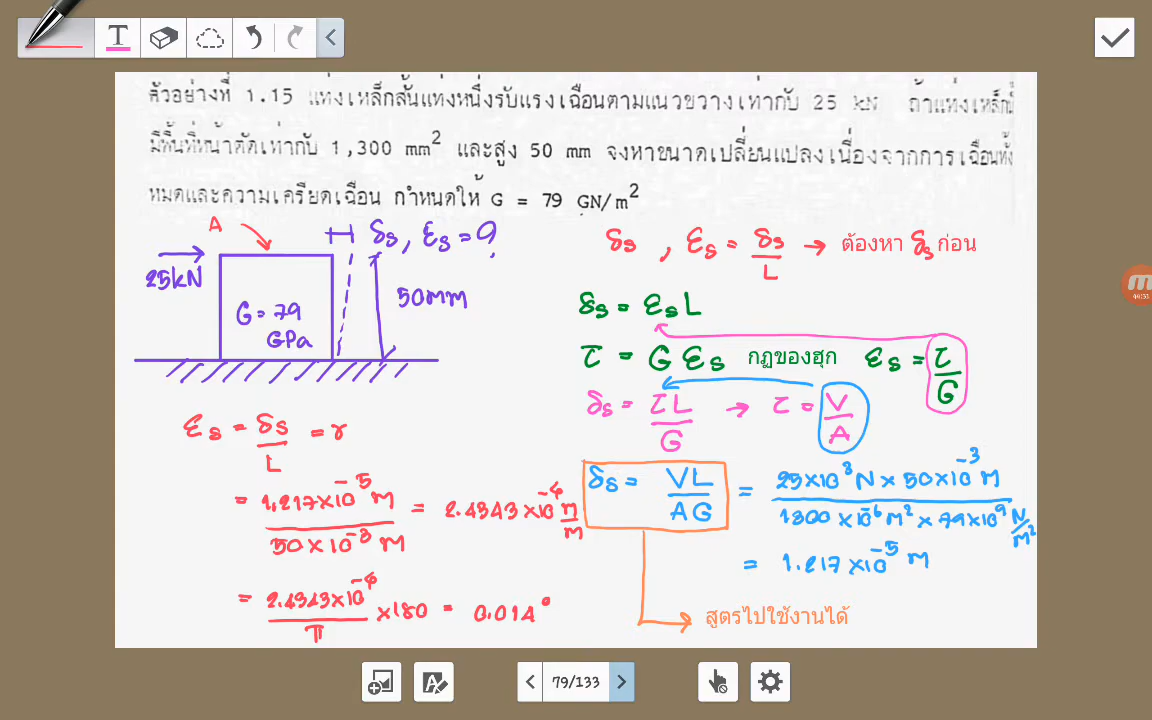 T
ตัวอย่างที่ 1.15 แท่งเหล็กสั้นแท่งหนึ่งรับแรงเฉือนตามแนวขวางเท่ากับ 25 kN ถ้าแท่งเหล็กนี้
มีพื้นที่หน้าตัดเท่ากับ 1,300 mm² และสูง 50 mm จงหาขนาดเปลี่ยนแปลงเนื่องจากการเฉือนทั้ง
หมดและความเครียดเฉือน กำหนดให้ G = 79 GN/m²
A
δs, εs = ?
25kN
G = 79
GPa
50mm
δs , εs = δs/L → ต้องหา δs ก่อน
δs = εs L
τ = G εs กฎของฮุก εs = τ/G
δs = τL/G → τ = V/A
δs = VL/AG = 25×10³N × 50×10⁻³m / 1300×10⁻⁶m² × 79×10⁹ N/m²
= 1.217×10⁻⁵ m
สูตรไปใช้งานได้
εs = δs/L = γ
= 1.217×10⁻⁵ m / 50×10⁻³ m = 2.4343×10⁻⁴ m/m
= 2.4343×10⁻⁴/π ×180 = 0.014°
79/133